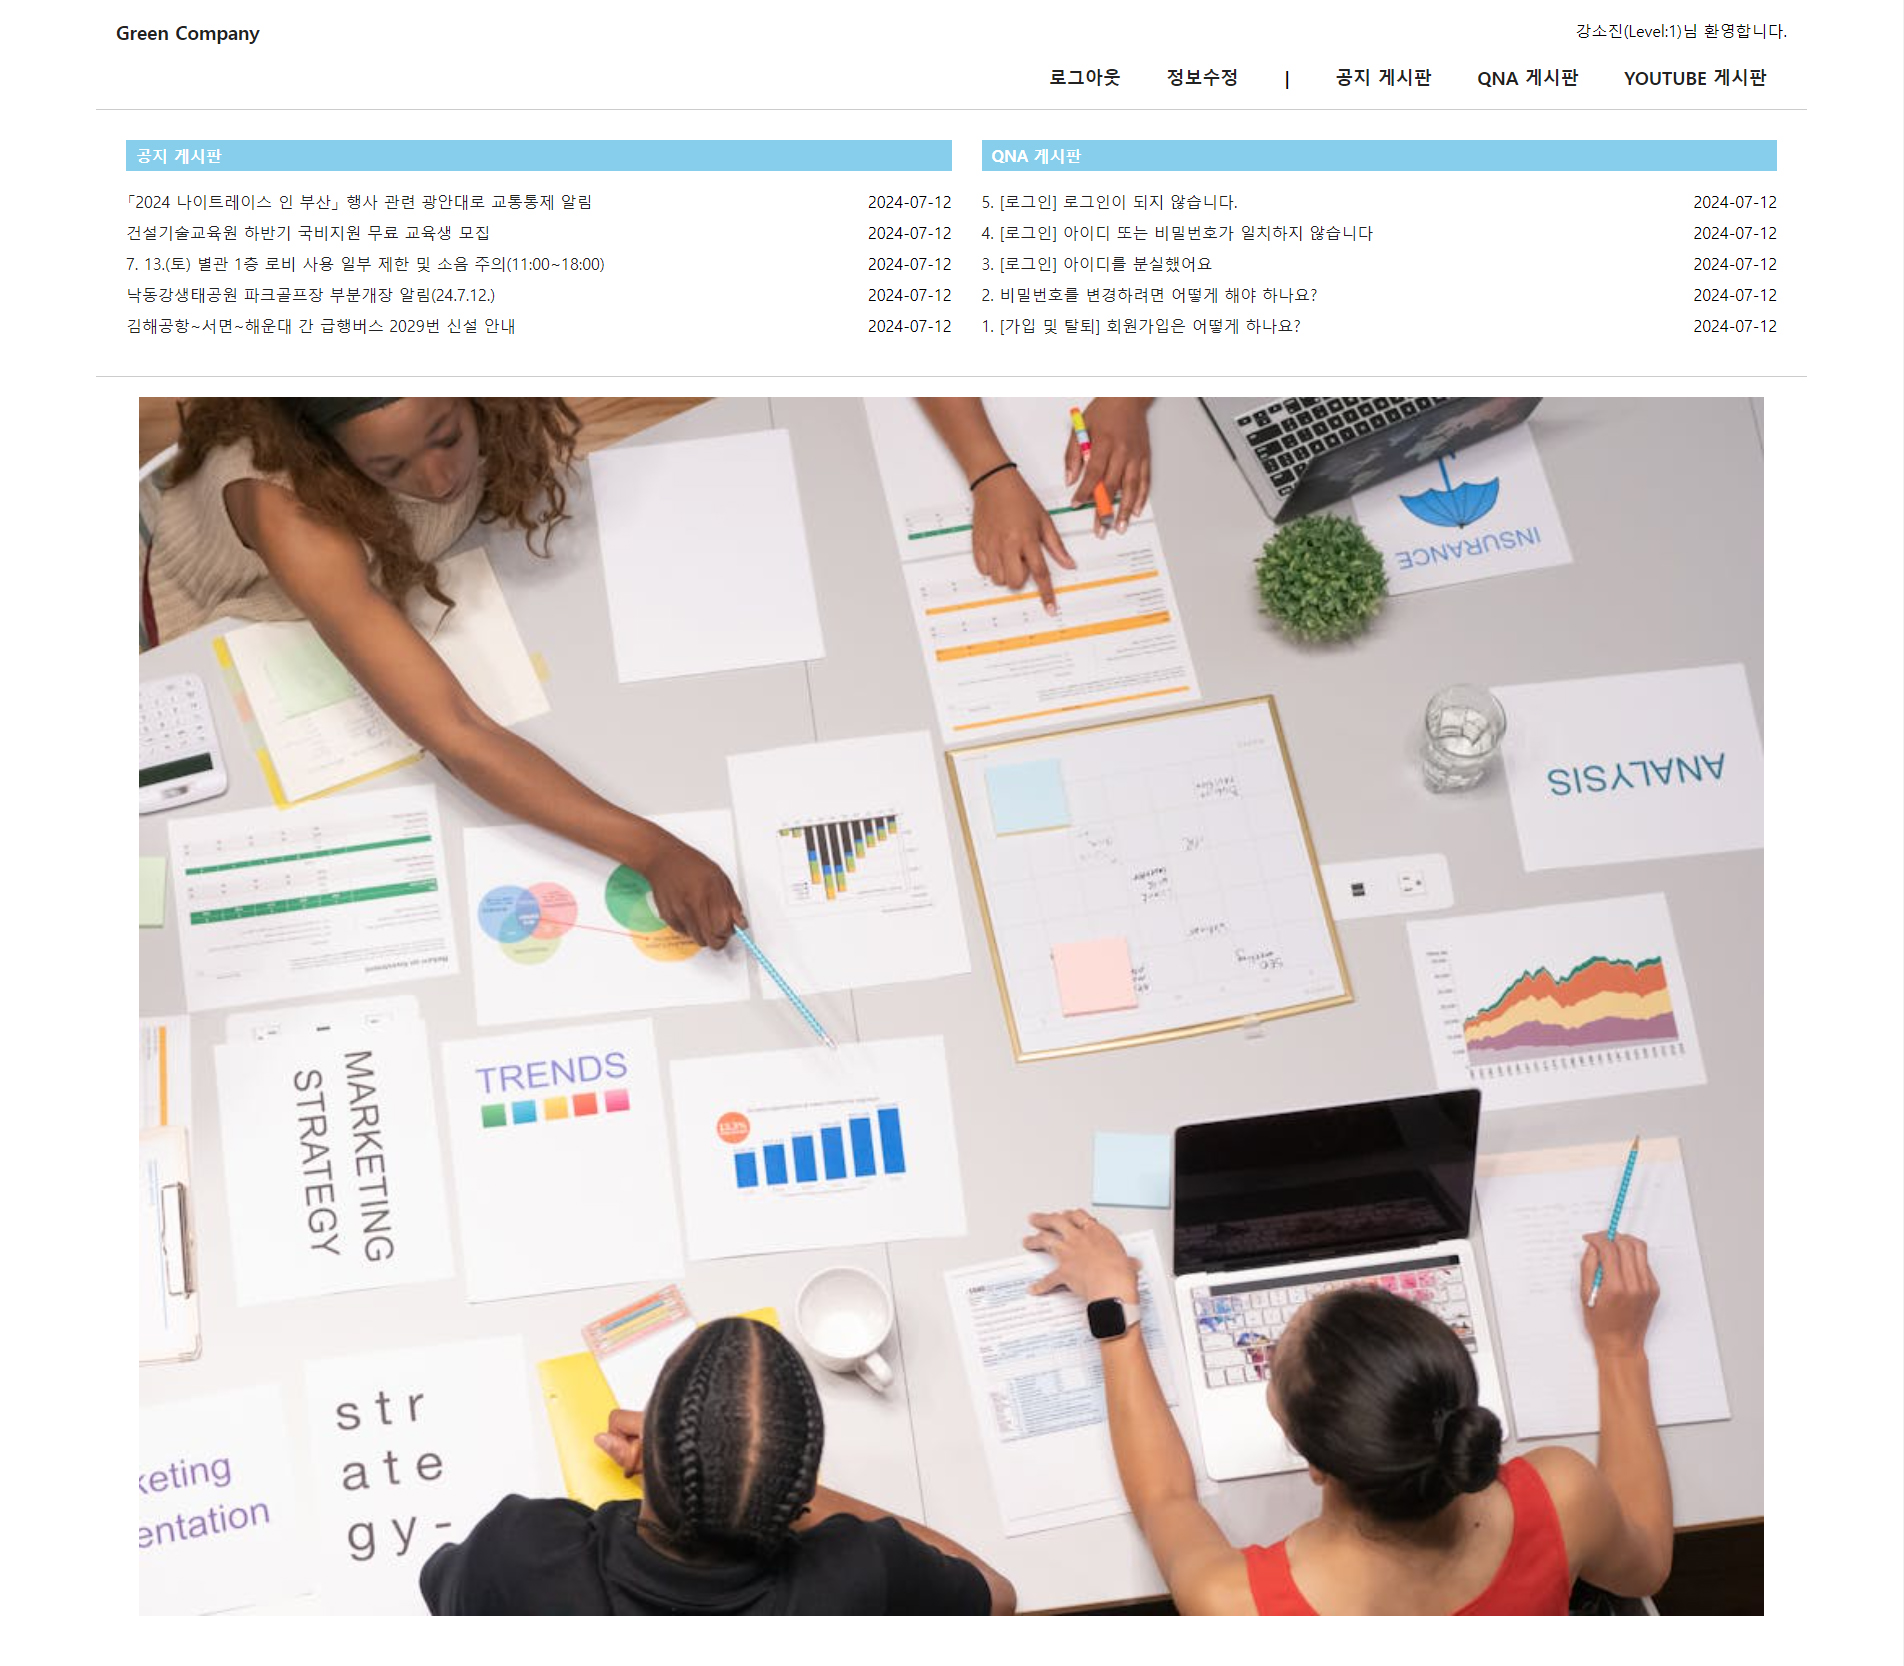 Green Company
강소진(Level:1)님 환영합니다.
로그아웃 정보수정 | 공지 게시판 QNA 게시판 YOUTUBE 게시판
공지 게시판
「2024 나이트레이스 인 부산」 행사 관련 광안대로 교통통제 알림 2024-07-12
건설기술교육원 하반기 국비지원 무료 교육생 모집 2024-07-12
7. 13.(토) 별관 1층 로비 사용 일부 제한 및 소음 주의(11:00~18:00) 2024-07-12
낙동강생태공원 파크골프장 부분개장 알림(24.7.12.) 2024-07-12
김해공항~서면~해운대 간 급행버스 2029번 신설 안내 2024-07-12
QNA 게시판
5. [로그인] 로그인이 되지 않습니다. 2024-07-12
4. [로그인] 아이디 또는 비밀번호가 일치하지 않습니다 2024-07-12
3. [로그인] 아이디를 분실했어요 2024-07-12
2. 비밀번호를 변경하려면 어떻게 해야 하나요? 2024-07-12
1. [가입 및 탈퇴] 회원가입은 어떻게 하나요? 2024-07-12
INSURANCE
ANALYSIS
Return on Investment
SEO
meeting
MARKETING
STRATEGY
TRENDS
13.3%
str
ate
gy-
keting
entation